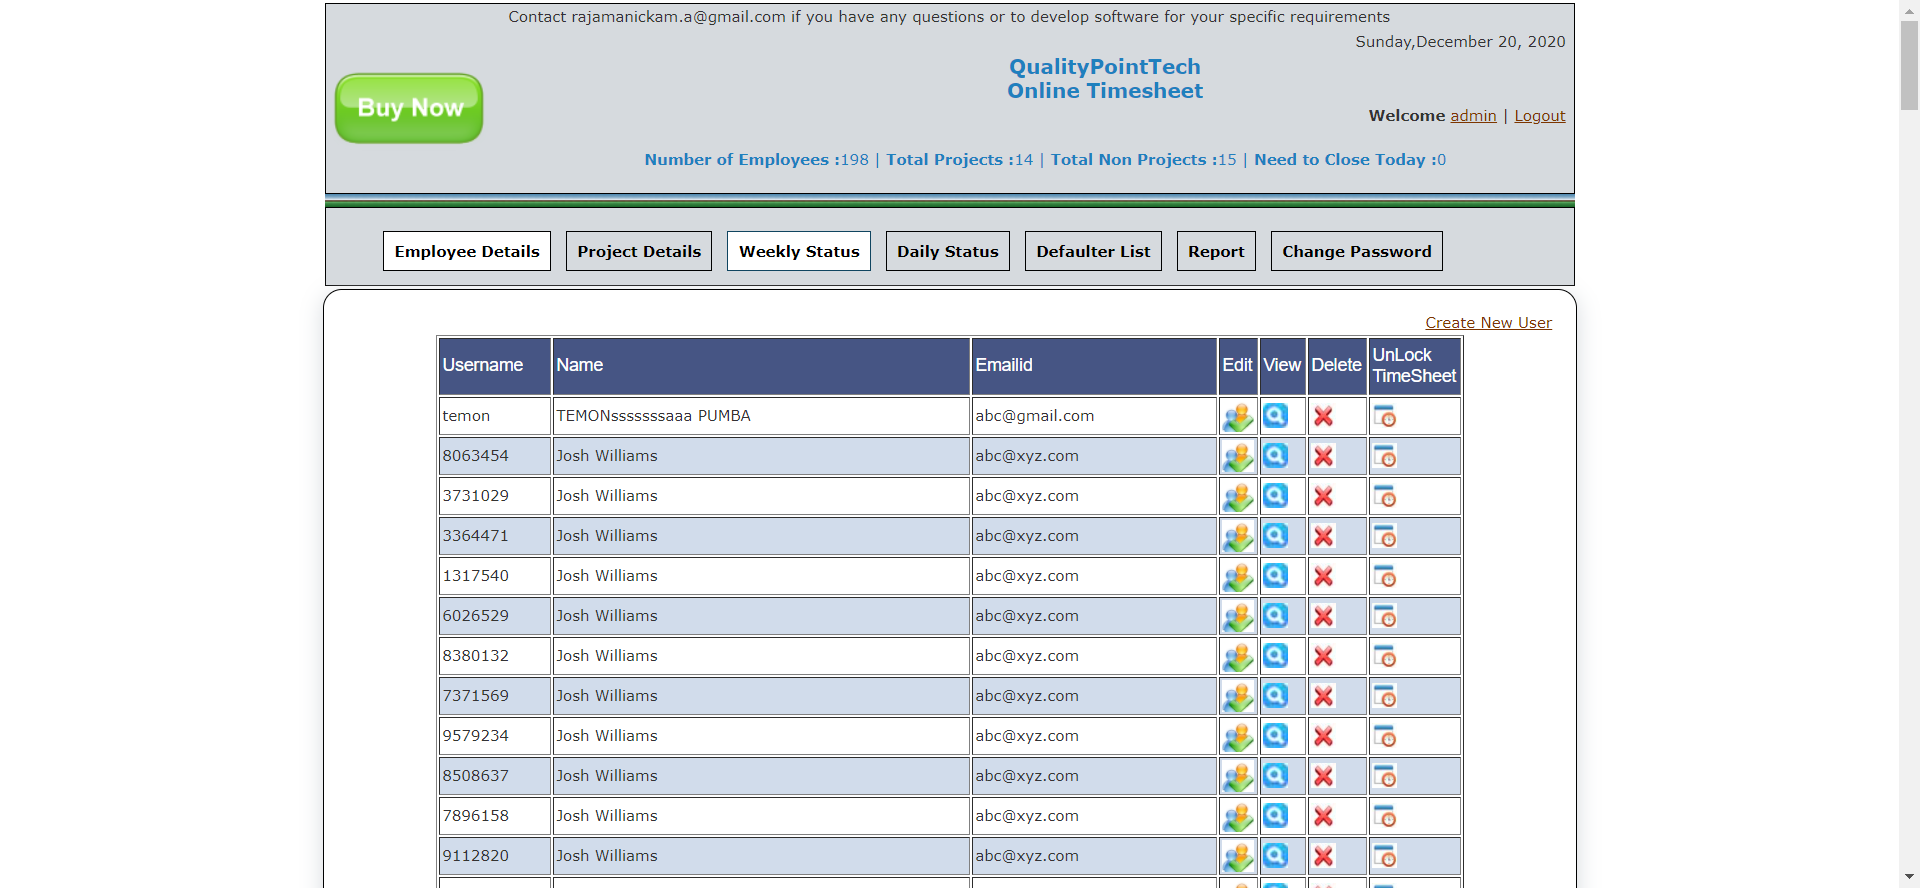 Contact rajamanickam.a@gmail.com if you have any questions or to develop software for your specific requirements
Sunday,December 20, 2020
Buy Now
QualityPointTech
Online Timesheet
Welcome admin | Logout
Number of Employees :198 | Total Projects :14 | Total Non Projects :15 | Need to Close Today :0
Employee Details Project Details Weekly Status Daily Status Defaulter List Report Change Password
Create New User
Username Name Emailid Edit View Delete UnLock
TimeSheet
temon TEMONsssssssaaa PUMBA abc@gmail.com
8063454 Josh Williams abc@xyz.com
3731029 Josh Williams abc@xyz.com
3364471 Josh Williams abc@xyz.com
1317540 Josh Williams abc@xyz.com
6026529 Josh Williams abc@xyz.com
8380132 Josh Williams abc@xyz.com
7371569 Josh Williams abc@xyz.com
9579234 Josh Williams abc@xyz.com
8508637 Josh Williams abc@xyz.com
7896158 Josh Williams abc@xyz.com
9112820 Josh Williams abc@xyz.com